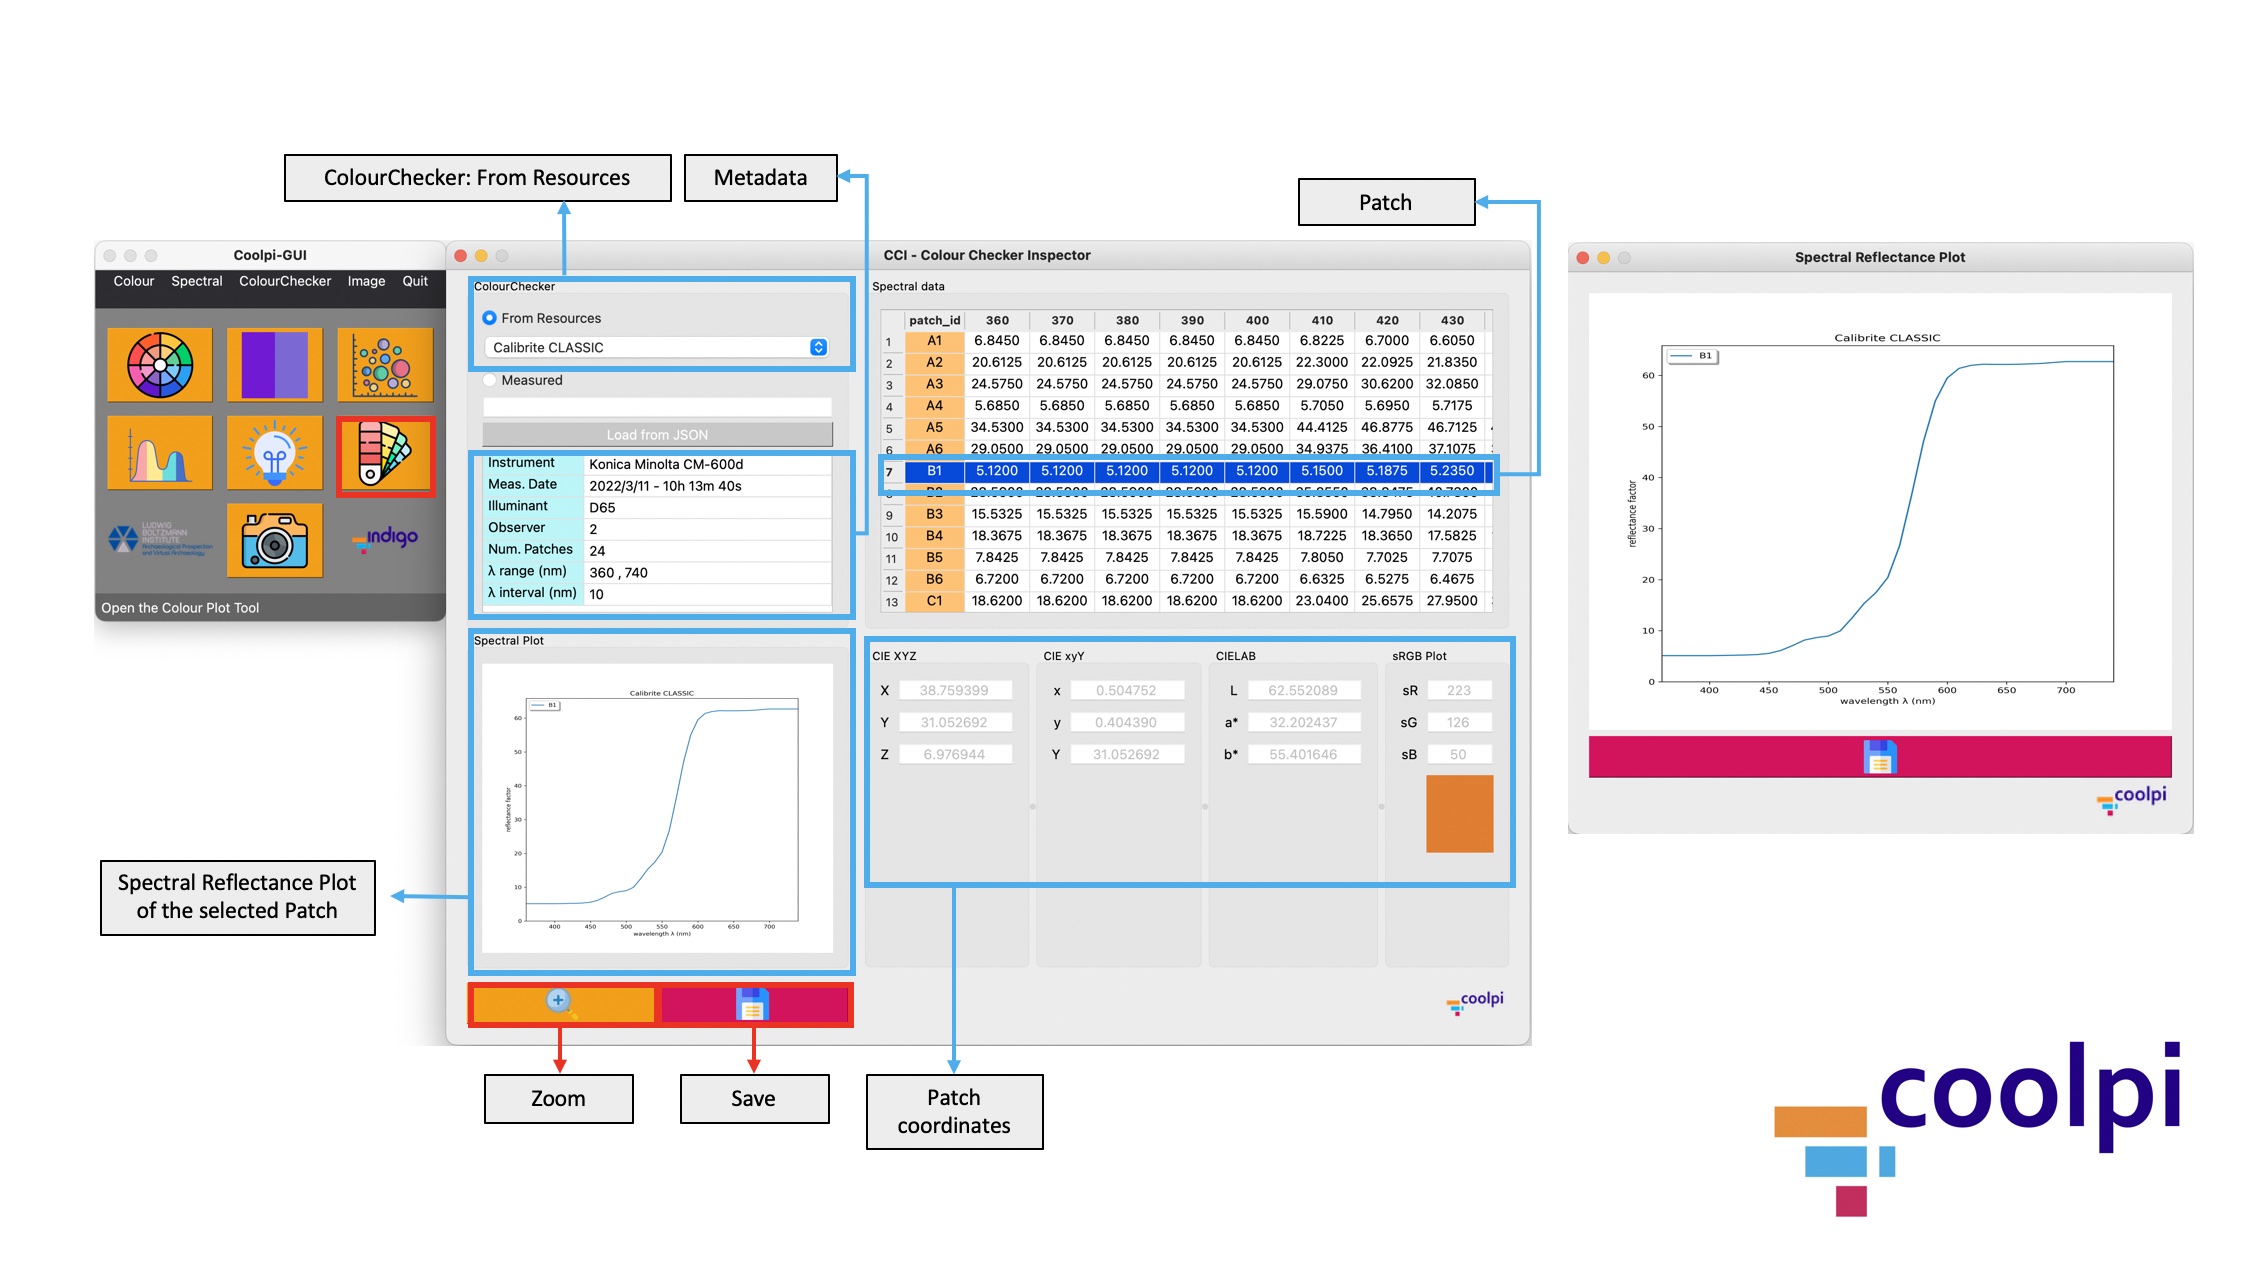 ColourChecker: From Resources
Metadata
Patch
Coolpi-GUI
Colour Spectral ColourChecker Image Quit
LUDWIG
BOLTZMANN
INSTITUTE
Archaeological Prospection
and Virtual Archaeology
indigo
Open the Colour Plot Tool
CCI - Colour Checker Inspector
ColourChecker
From Resources
Calibrite CLASSIC
Measured
Load from JSON
Instrument Konica Minolta CM-600d
Meas. Date 2022/3/11 - 10h 13m 40s
Illuminant D65
Observer 2
Num. Patches 24
λ range (nm) 360 , 740
λ interval (nm) 10
Spectral data
patch_id 360 370 380 390 400 410 420 430
1 A1 6.8450 6.8450 6.8450 6.8450 6.8450 6.8225 6.7000 6.6050
2 A2 20.6125 20.6125 20.6125 20.6125 20.6125 22.3000 22.0925 21.8350
3 A3 24.5750 24.5750 24.5750 24.5750 24.5750 29.0750 30.6200 32.0850
4 A4 5.6850 5.6850 5.6850 5.6850 5.6850 5.7050 5.6950 5.7175
5 A5 34.5300 34.5300 34.5300 34.5300 34.5300 44.4125 46.8775 46.7125
6 A6 29.0500 29.0500 29.0500 29.0500 29.0500 34.9375 36.4100 37.1075
7 B1 5.1200 5.1200 5.1200 5.1200 5.1200 5.1500 5.1875 5.2350
9 B3 15.5325 15.5325 15.5325 15.5325 15.5325 15.5900 14.7950 14.2075
10 B4 18.3675 18.3675 18.3675 18.3675 18.3675 18.7225 18.3650 17.5825
11 B5 7.8425 7.8425 7.8425 7.8425 7.8425 7.8050 7.7025 7.7075
12 B6 6.7200 6.7200 6.7200 6.7200 6.7200 6.6325 6.5275 6.4675
13 C1 18.6200 18.6200 18.6200 18.6200 18.6200 23.0400 25.6575 27.9500
Spectral Plot
Calibrite CLASSIC
B1
60
50
40
30
20
10
0
reflectance factor
400 450 500 550 600 650 700
wavelength λ (nm)
CIE XYZ
X 38.759399
Y 31.052692
Z 6.976944
CIE xyY
x 0.504752
y 0.404390
Y 31.052692
CIELAB
L 62.552089
a* 32.202437
b* 55.401646
sRGB Plot
sR 223
sG 126
sB 50
coolpi
Spectral Reflectance Plot
Calibrite CLASSIC
B1
60
50
40
30
20
10
0
reflectance factor
400 450 500 550 600 650 700
wavelength λ (nm)
coolpi
Spectral Reflectance Plot
of the selected Patch
Zoom
Save
Patch
coordinates
coolpi